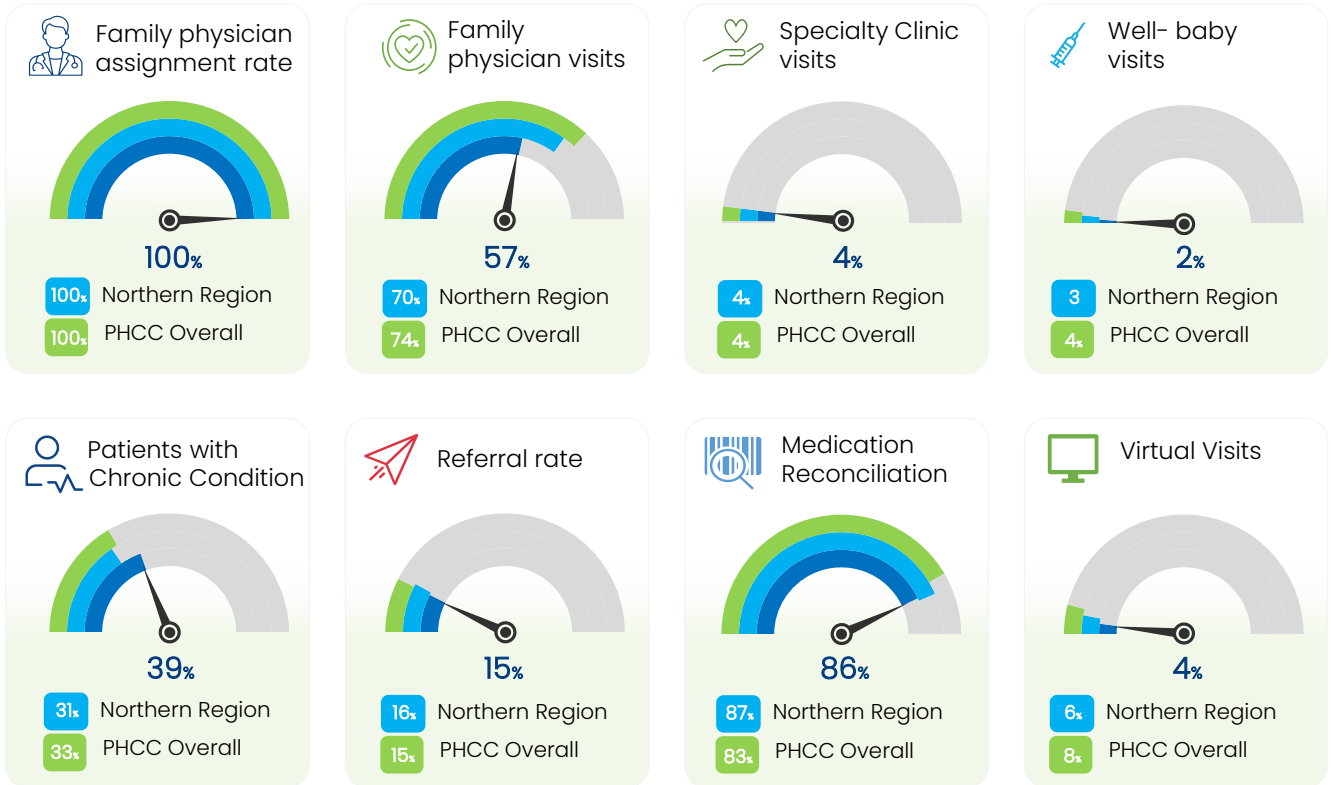 Family physician
assignment rate
100%
100% Northern Region
100% PHCC Overall
Family
physician visits
57%
70% Northern Region
74% PHCC Overall
Specialty Clinic
visits
4%
4% Northern Region
4% PHCC Overall
Well- baby
visits
2%
3 Northern Region
4% PHCC Overall
Patients with
Chronic Condition
39%
31% Northern Region
33% PHCC Overall
Referral rate
15%
16% Northern Region
15% PHCC Overall
Medication
Reconciliation
86%
87% Northern Region
83% PHCC Overall
Virtual Visits
4%
6% Northern Region
8% PHCC Overall